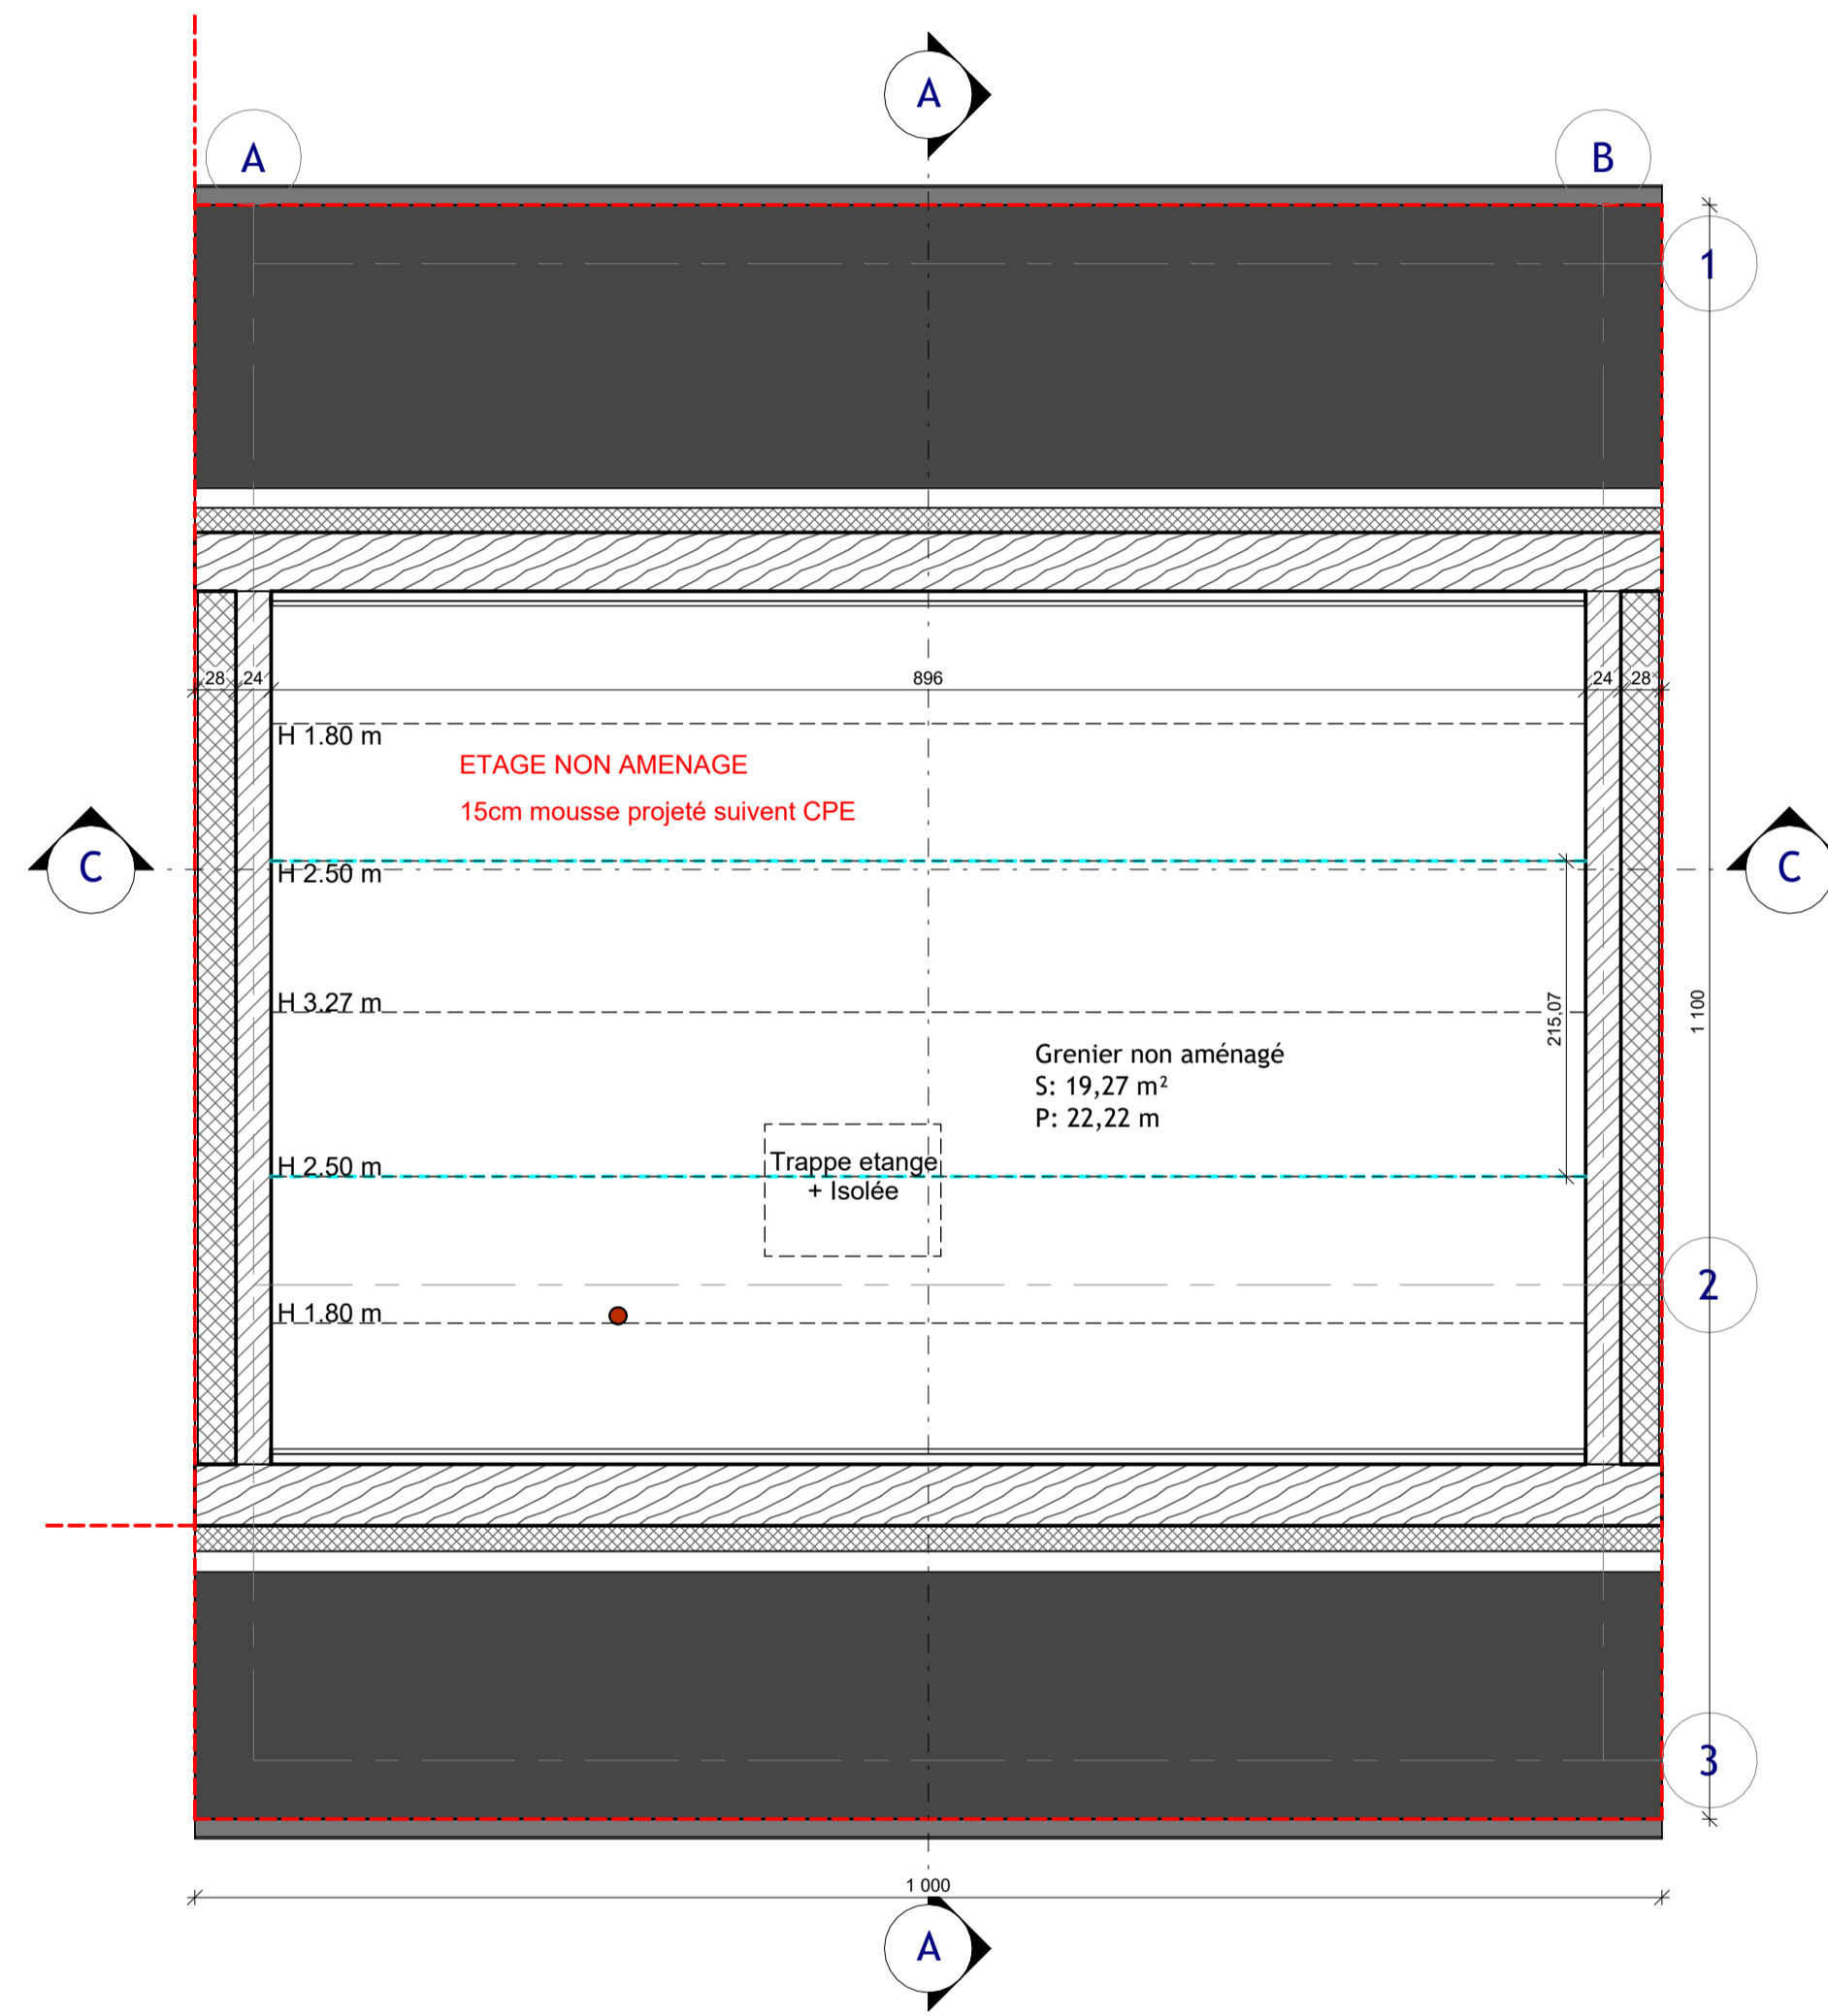 A
A
B
1
28
24
896
24
28
H 1.80 m
ETAGE NON AMENAGE
15cm mousse projeté suivent CPE
C
H 2.50 m
C
H 3.27 m
215,07
1 100
Grenier non aménagé
S: 19,27 m²
P: 22,22 m
H 2.50 m
Trappe etange
+ Isolée
2
H 1.80 m
3
1 000
A